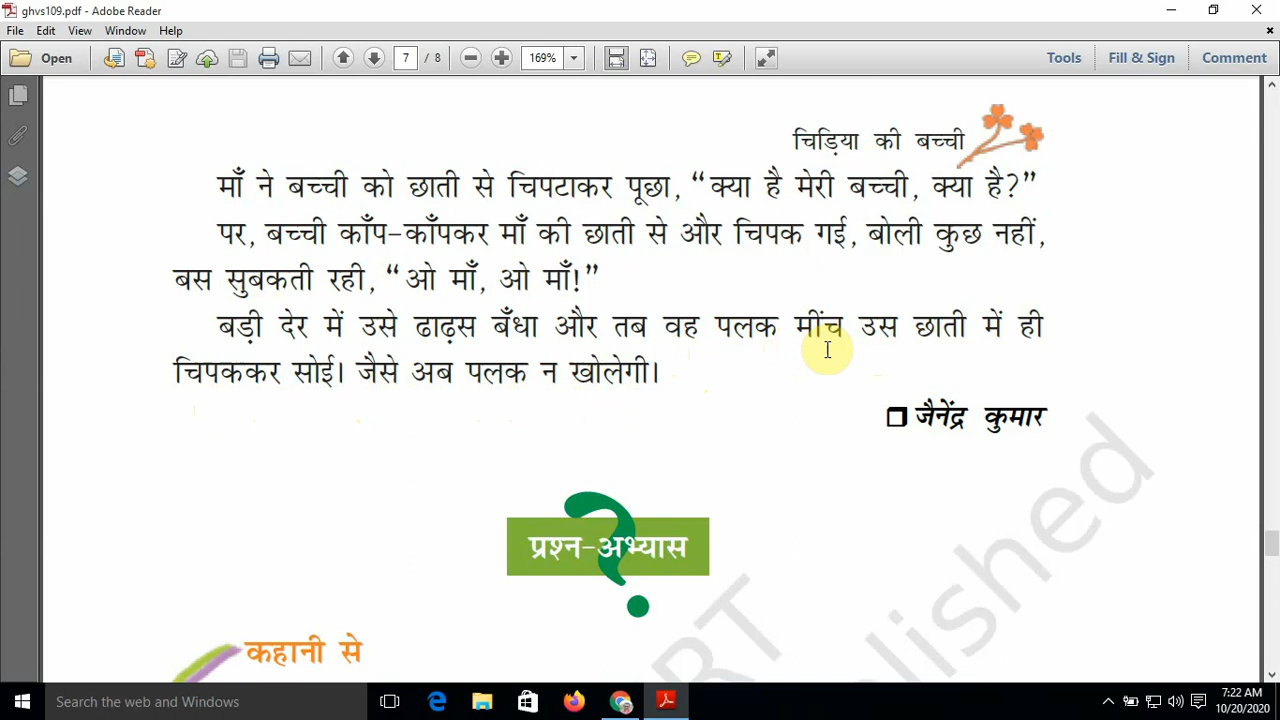 ghvs109.pdf - Adobe Reader
File Edit View Window Help
Open 7 / 8 169% Tools Fill & Sign Comment
चिड़िया की बच्ची
माँ ने बच्ची को छाती से चिपटाकर पूछा, “क्या है मेरी बच्ची, क्या है?”
पर, बच्ची काँप-काँपकर माँ की छाती से और चिपक गई, बोली कुछ नहीं,
बस सुबकती रही, “ओ माँ, ओ माँ!”
बड़ी देर में उसे ढाढ़स बँधा और तब वह पलक मींच उस छाती में ही
चिपककर सोई। जैसे अब पलक न खोलेगी।
❒ जैनेंद्र कुमार
?
प्रश्न-अभ्यास
कहानी से
Search the web and Windows
7:22 AM
10/20/2020